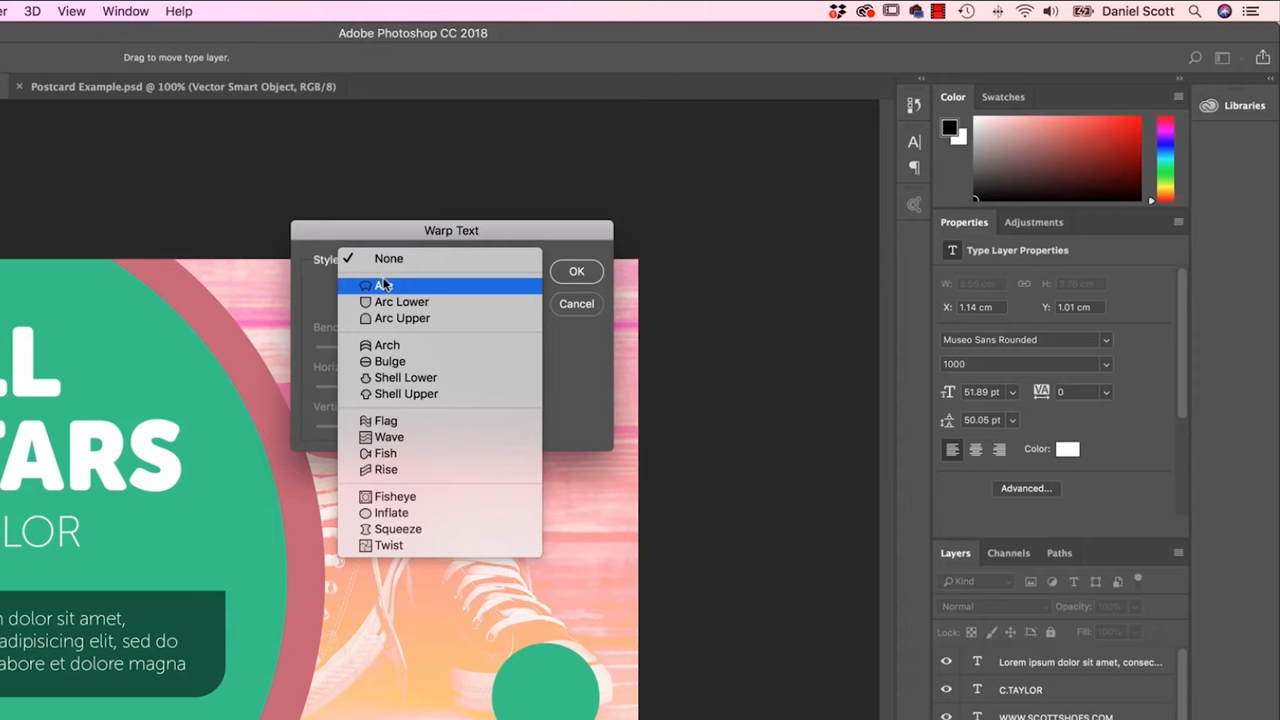 3D View Window Help Daniel Scott
Adobe Photoshop CC 2018
Drag to move type layer.
× Postcard Example.psd @ 100% (Vector Smart Object, RGB/8)
Color Swatches
Libraries
Warp Text
Style
None
OK
Cancel
Arc Lower
Arc Upper
Arch
Bulge
Shell Lower
Shell Upper
Flag
Wave
Fish
Rise
Fisheye
Inflate
Squeeze
Twist
Properties Adjustments
T Type Layer Properties
W: H:
X: 1.14 cm Y: 1.01 cm
Museo Sans Rounded
1000
51.89 pt VA 0
50.05 pt
Color:
Advanced...
Layers Channels Paths
Kind
Normal Opacity: 100%
Lock: Fill: 100%
T Lorem ipsum dolor sit amet, consec...
T C.TAYLOR
T WWW.SCOTTSHOES.COM
LL
TARS
LOR
dolor sit amet,
adipisicing elit, sed do
labore et dolore magna